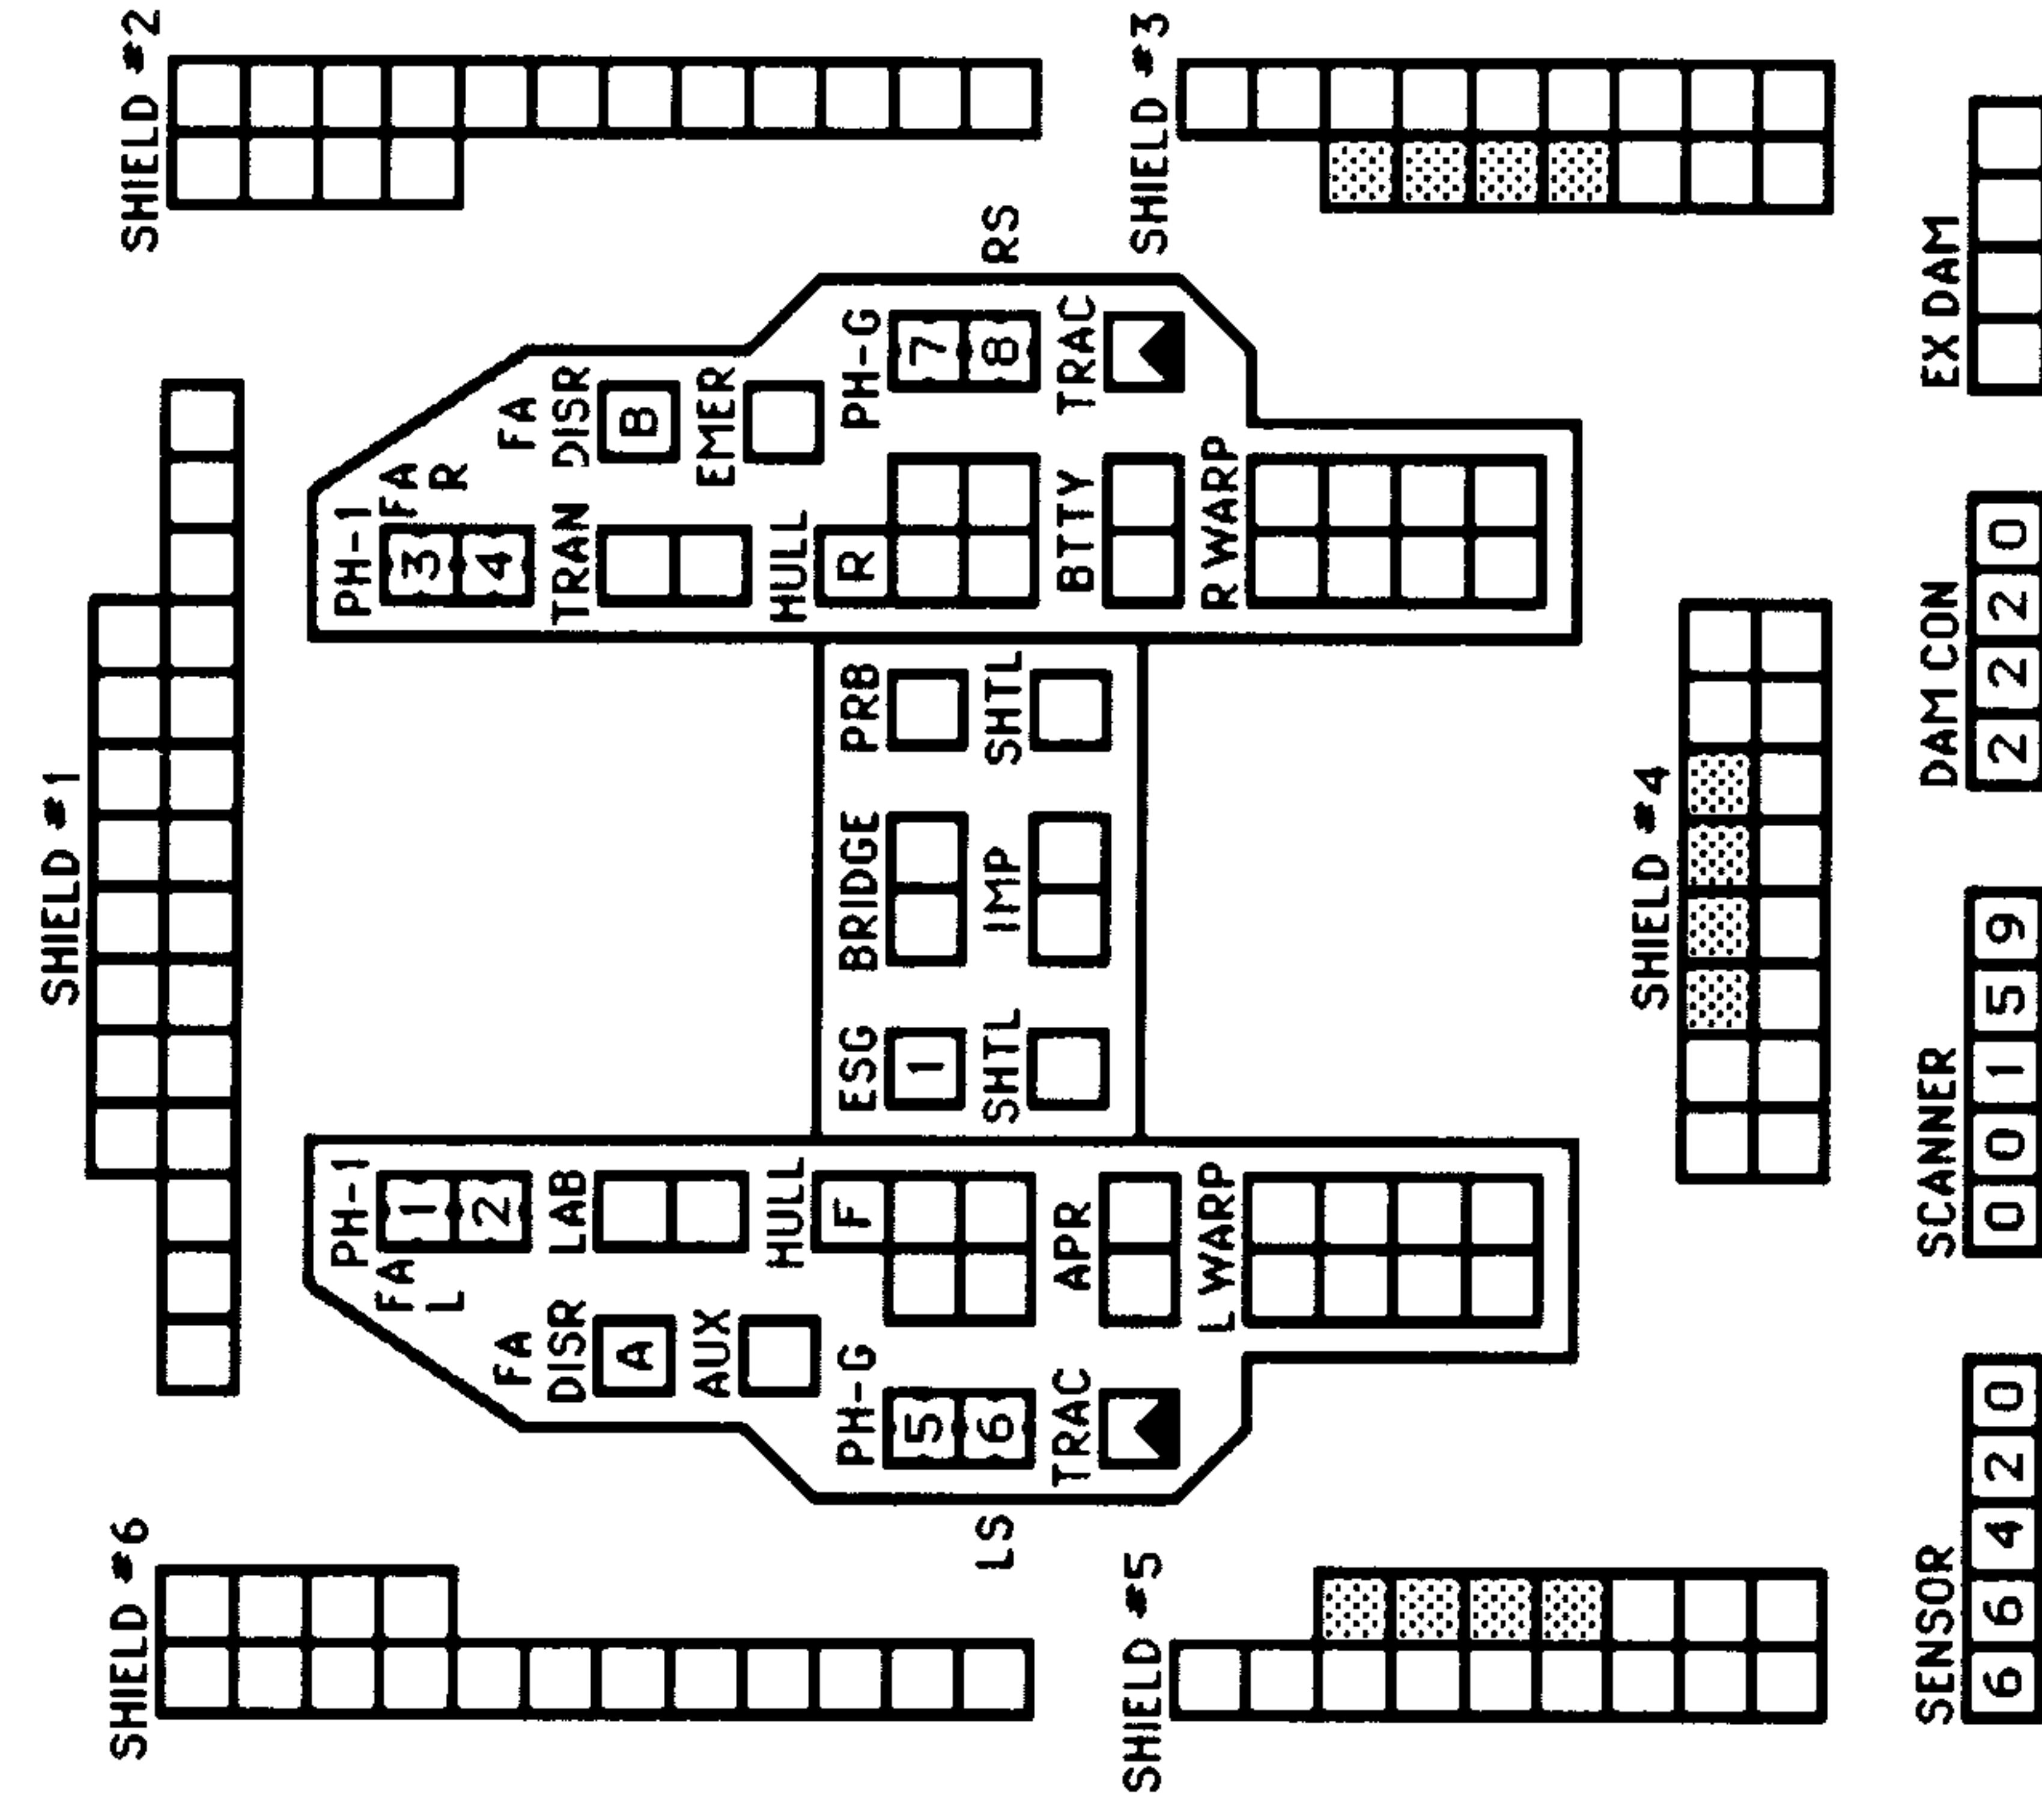 SHIELD #1
SHIELD #6
SHIELD #2
PH-1
PH-1
FA 1
3 FA
L 2
4 R
FA
FA
DISR LAB TRAN DISR
A
B
AUX
EMER
HULL
HULL
PH-G F ESG BRIDGE PRB R PH-G
5 1 7
LS 6 SHTL IMP SHTL 8 RS
TRAC APR BTTY TRAC
SHIELD #5
SHIELD #3
L WARP
R WARP
SHIELD #4
SENSOR SCANNER DAM CON EX DAM
6 6 4 2 0 0 0 1 5 9 2 2 2 0